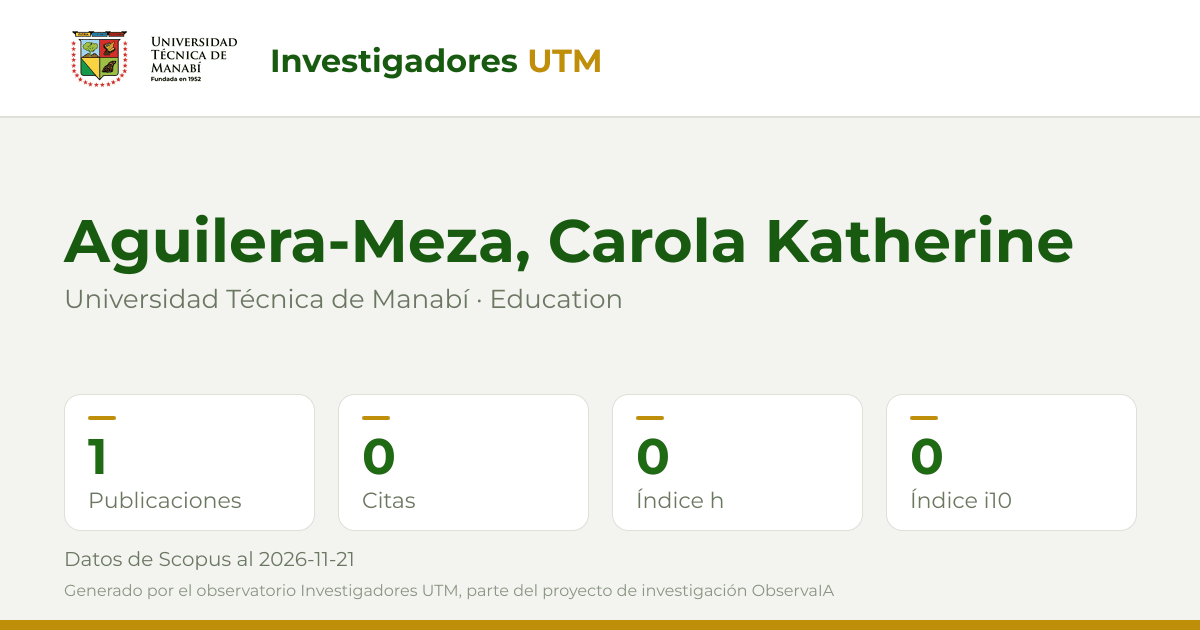 UNIVERSIDAD
TÉCNICA DE
MANABÍ
Fundada en 1952
Investigadores UTM
Aguilera-Meza, Carola Katherine
Universidad Técnica de Manabí · Education
1
Publicaciones
0
Citas
0
Índice h
0
Índice i10
Datos de Scopus al 2026-11-21
Generado por el observatorio Investigadores UTM, parte del proyecto de investigación ObservaIA